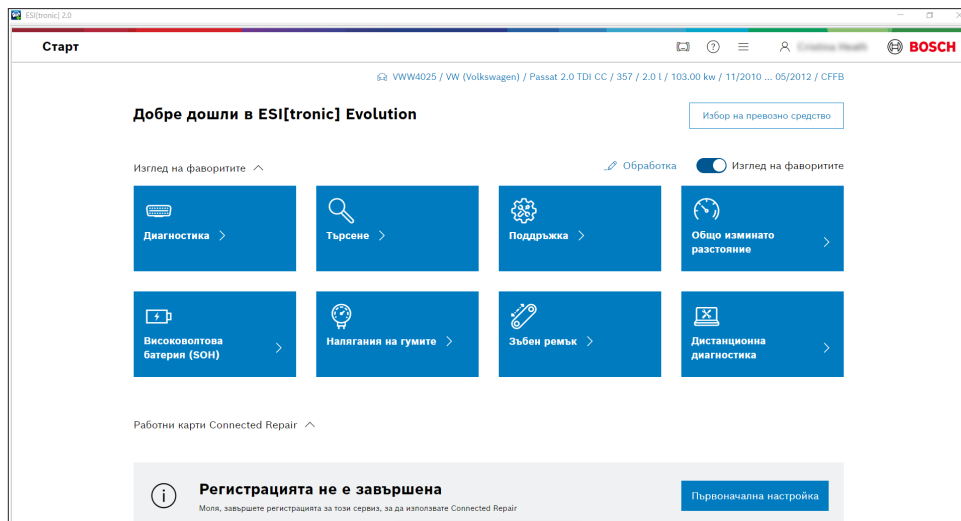 ESI[tronic] 2.0
Старт
BOSCH
VWW4025 / VW (Volkswagen) / Passat 2.0 TDI CC / 357 / 2.0 l / 103.00 kw / 11/2010 ... 05/2012 / CFFB
Добре дошли в ESI[tronic] Evolution
Избор на превозно средство
Изглед на фаворитите
Обработка
Изглед на фаворитите
Диагностика
Търсене
Поддръжка
Общо изминато
разстояние
Високоволтова
батерия (SOH)
Налягания на гумите
Зъбен ремък
Дистанционна
диагностика
Работни карти Connected Repair
Регистрацията не е завършена
Моля, завършете регистрацията за този сервиз, за да използвате Connected Repair
Първоначална настройка